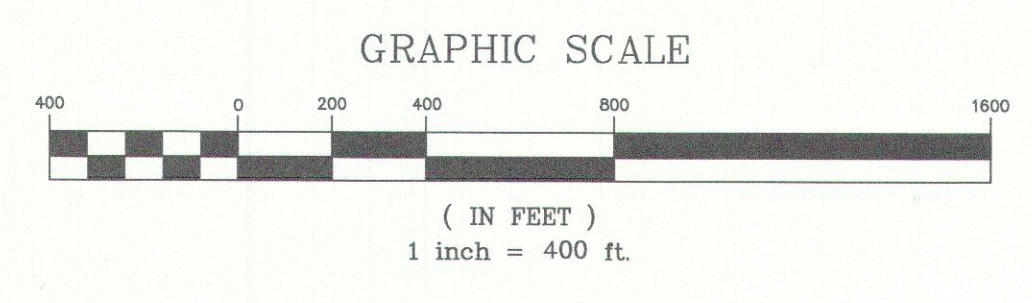 GRAPHIC SCALE
400 0 200 400 800 1600
( IN FEET )
1 inch = 400 ft.